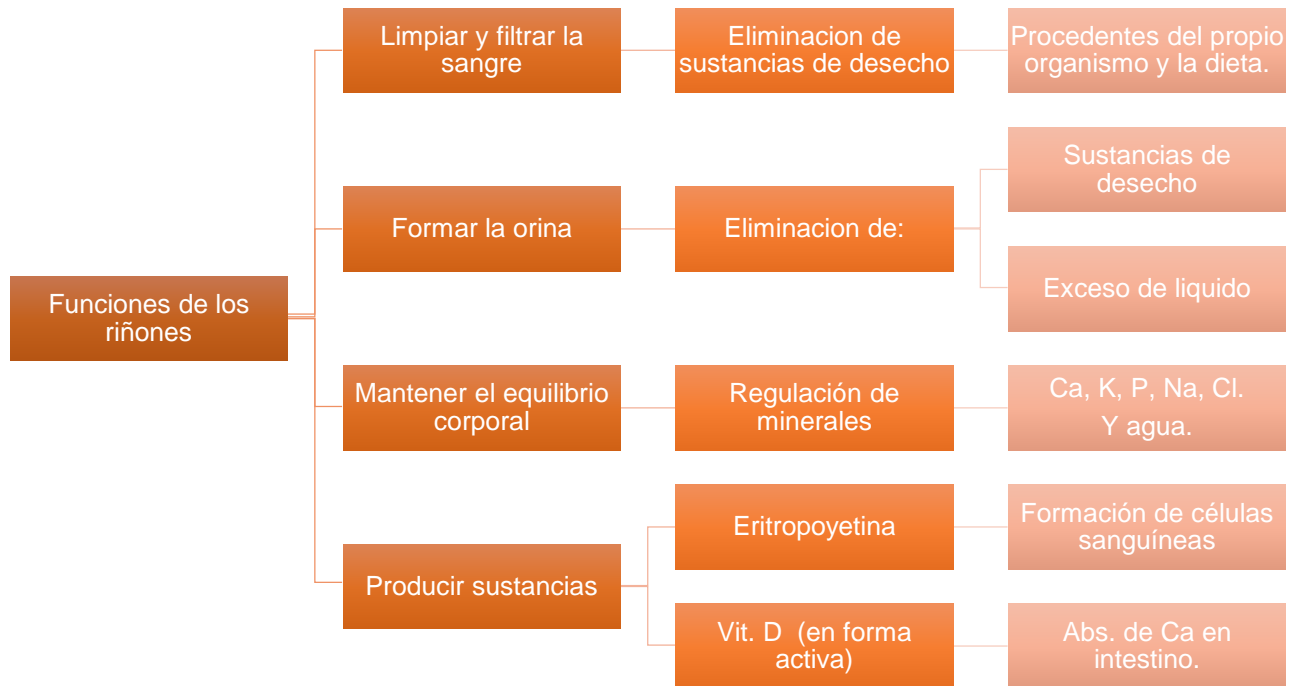 Funciones de los
riñones
Limpiar y filtrar la
sangre
Eliminacion de
sustancias de desecho
Procedentes del propio
organismo y la dieta.
Formar la orina
Eliminacion de:
Sustancias de
desecho
Exceso de liquido
Mantener el equilibrio
corporal
Regulación de
minerales
Ca, K, P, Na, Cl.
Y agua.
Producir sustancias
Eritropoyetina
Formación de células
sanguíneas
Vit. D (en forma
activa)
Abs. de Ca en
intestino.